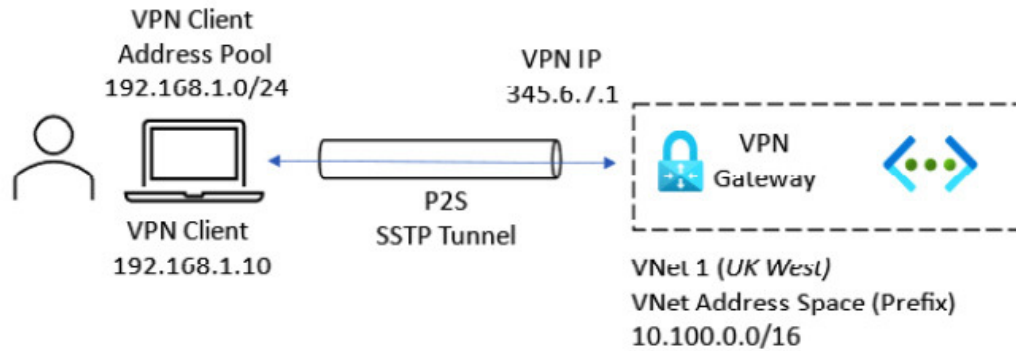 VPN Client
Address Pool
192.168.1.0/24
VPN IP
345.6.7.1
VPN
Gateway
P2S
SSTP Tunnel
VPN Client
192.168.1.10
VNet 1 (UK West)
VNet Address Space (Prefix)
10.100.0.0/16